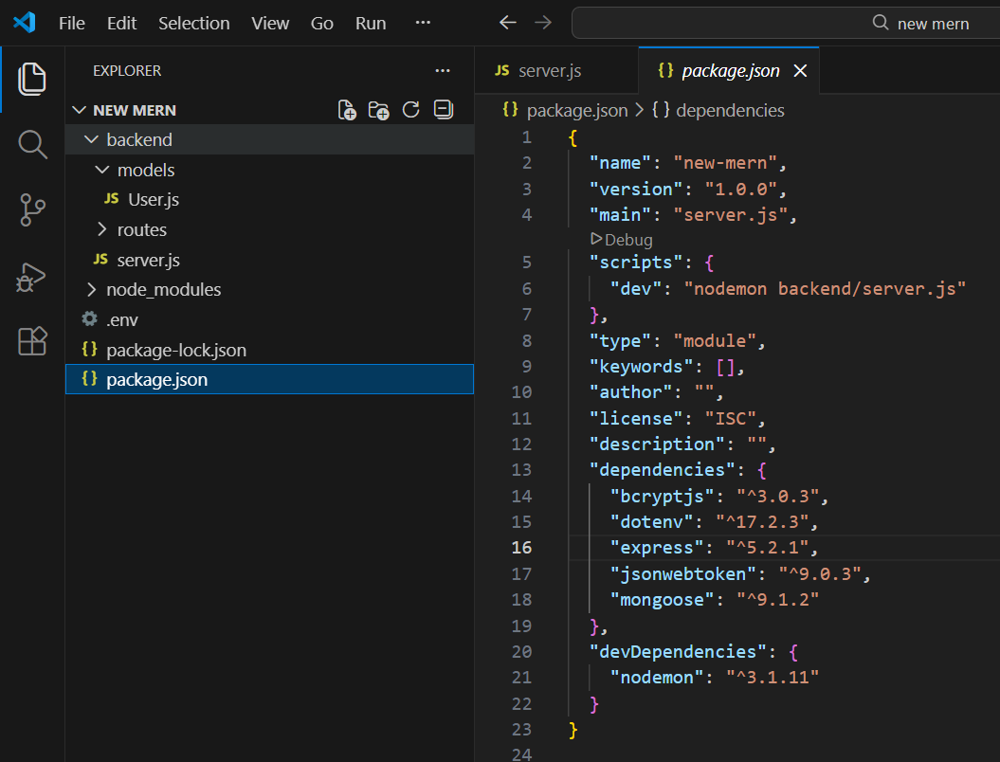 File Edit Selection View Go Run ··· new mern
EXPLORER ···
NEW MERN
backend
models
JS User.js
routes
JS server.js
node_modules
.env
{} package-lock.json
{} package.json
JS server.js {} package.json
{} package.json > {} dependencies
1 {
2 "name": "new-mern",
3 "version": "1.0.0",
4 "main": "server.js",
Debug
5 "scripts": {
6 "dev": "nodemon backend/server.js"
7 },
8 "type": "module",
9 "keywords": [],
10 "author": "",
11 "license": "ISC",
12 "description": "",
13 "dependencies": {
14 "bcryptjs": "^3.0.3",
15 "dotenv": "^17.2.3",
16 "express": "^5.2.1",
17 "jsonwebtoken": "^9.0.3",
18 "mongoose": "^9.1.2"
19 },
20 "devDependencies": {
21 "nodemon": "^3.1.11"
22 }
23 }
24